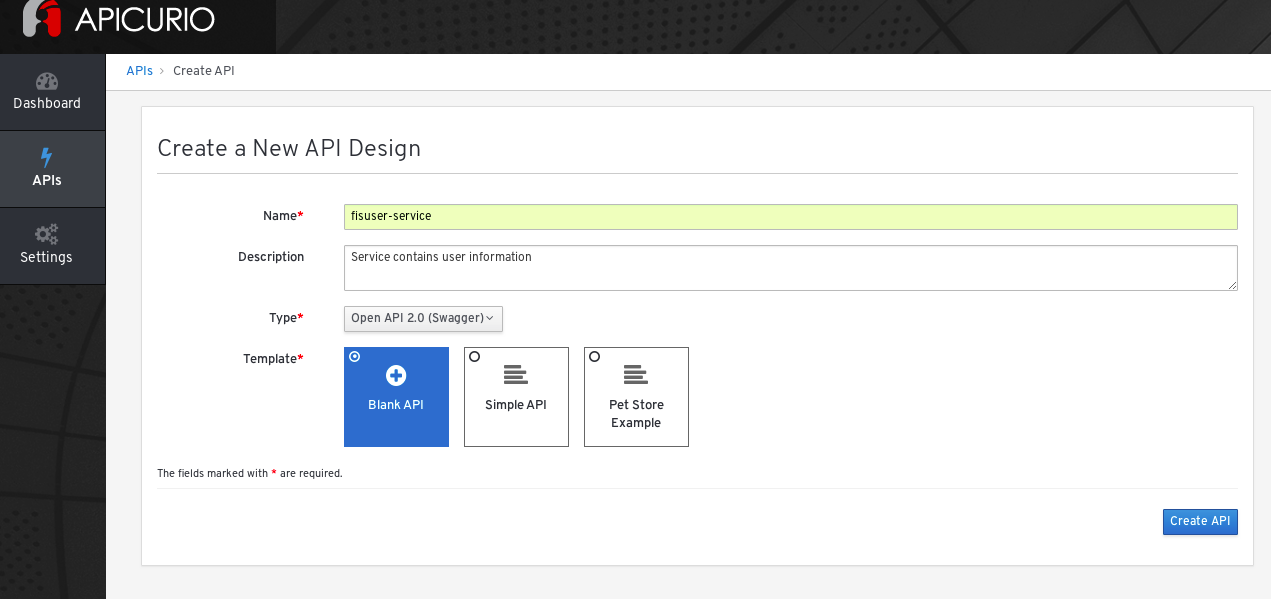 APICURIO
APIs > Create API
Dashboard
APIs
Settings
Create a New API Design
Name*
fisuser-service
Description
Service contains user information
Type*
Open API 2.0 (Swagger)
Template*
Blank API
Simple API
Pet Store
Example
The fields marked with * are required.
Create API